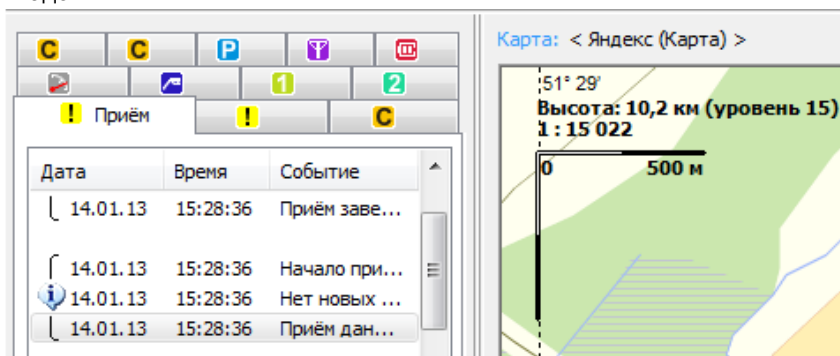 Карта: < Яндекс (Карта) >
C C P
1 2
! Приём ! C
Дата Время Событие
14.01.13 15:28:36 Приём заве...
14.01.13 15:28:36 Начало при...
14.01.13 15:28:36 Нет новых ...
14.01.13 15:28:36 Приём дан...
51° 29'
Высота: 10,2 км (уровень 15)
1 : 15 022
0 500 м